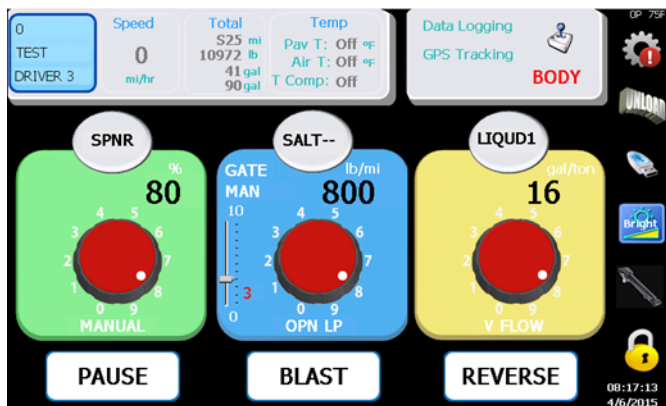 0
TEST
DRIVER 3
Speed
0
mi/hr
Total
S25 mi
10972 lb
41 gal
90 gal
Temp
Pav T: Off °F
Air T: Off °F
T Comp: Off
Data Logging
GPS Tracking
BODY
OP 75F
UNLOAD
Bright
SPNR
%
80
0 1 2 3 4 5 6 7 8 9
MANUAL
SALT--
GATE
MAN
lb/mi
800
10
3
0
0 1 2 3 4 5 6 7 8 9
OPN LP
LIQUD1
gal/ton
16
0 1 2 3 4 5 6 7 8 9
V FLOW
PAUSE
BLAST
REVERSE
1
08:17:13
4/6/2015